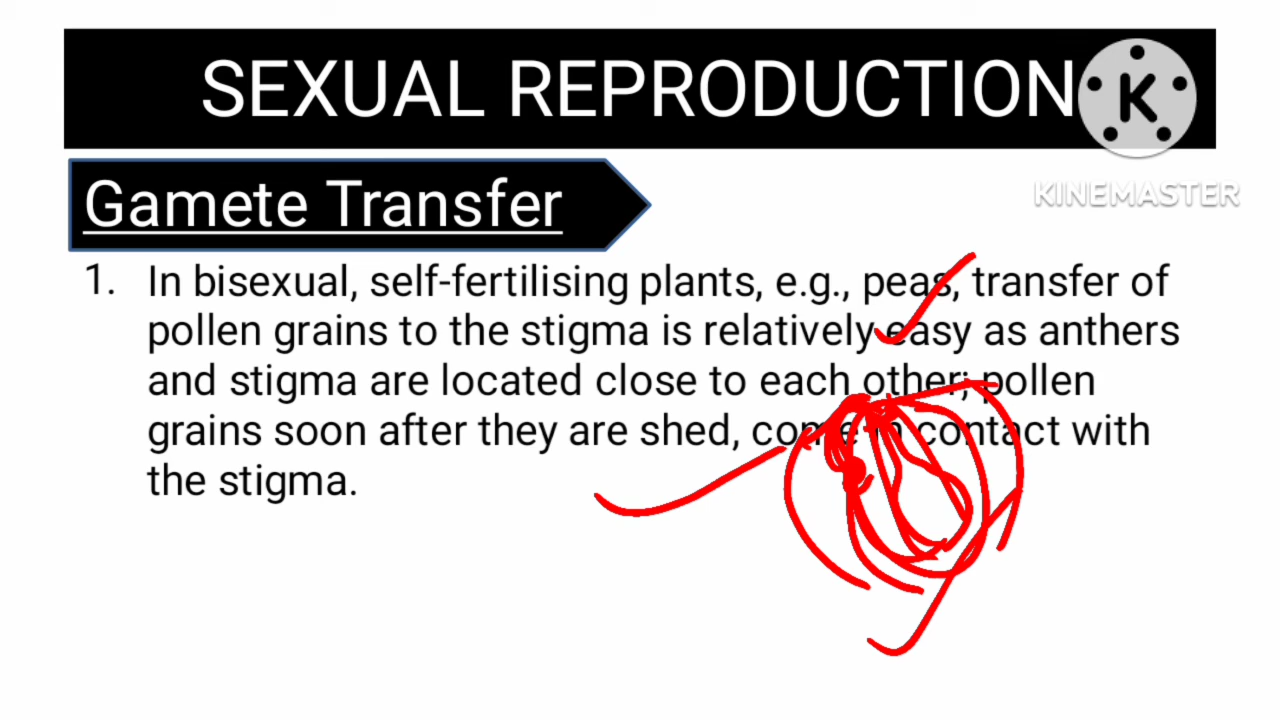 SEXUAL REPRODUCTION
K
KINEMASTER
Gamete Transfer
1. In bisexual, self-fertilising plants, e.g., peas, transfer of
pollen grains to the stigma is relatively easy as anthers
and stigma are located close to each other; pollen
grains soon after they are shed, come in contact with
the stigma.